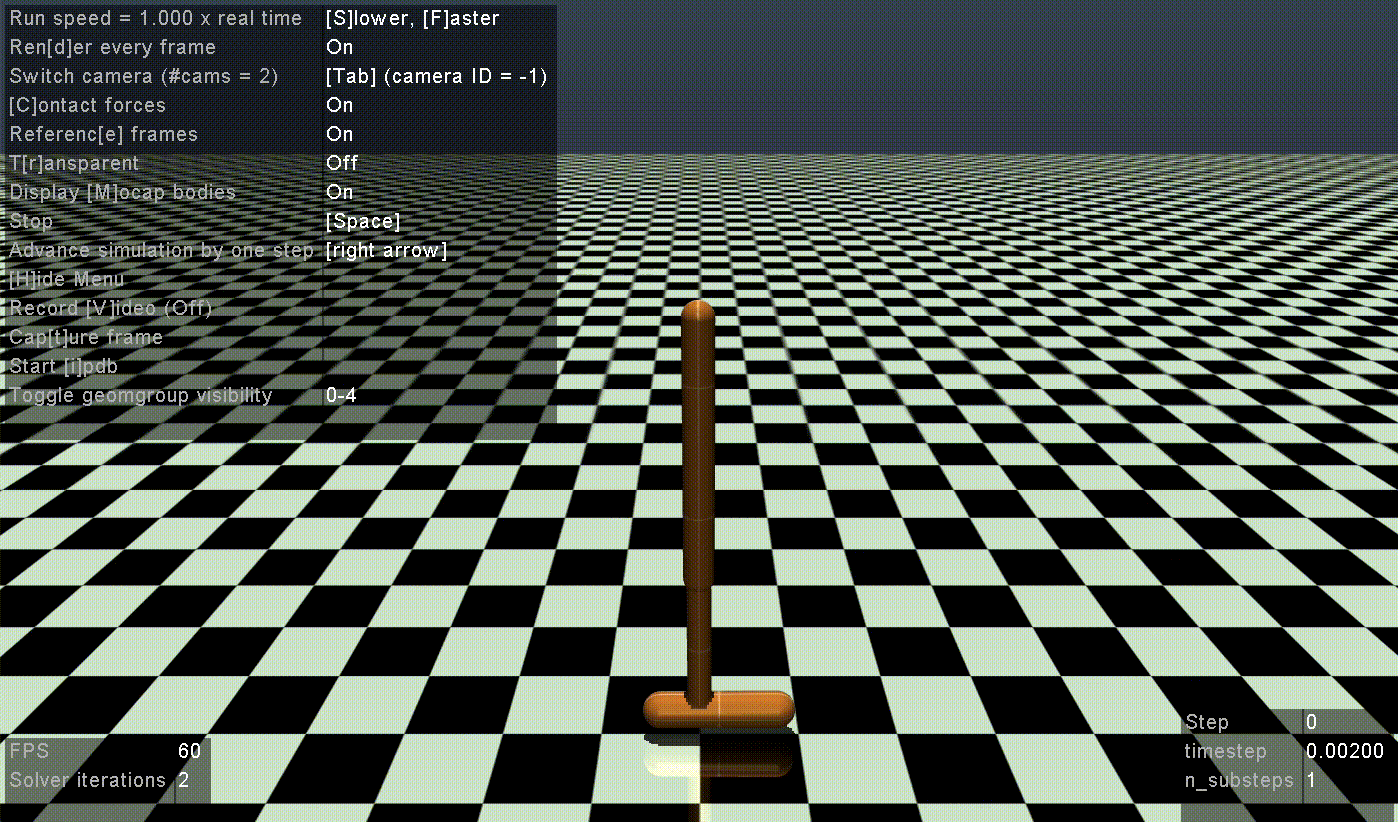 Run speed = 1.000 x real time [S]lower, [F]aster
Ren[d]er every frame On
Switch camera (#cams = 2) [Tab] (camera ID = -1)
[C]ontact forces On
Referenc[e] frames On
T[r]ansparent Off
Display [M]ocap bodies On
Stop [Space]
Advance simulation by one step [right arrow]
[H]ide Menu
Record [V]ideo (Off)
Cap[t]ure frame
Start [i]pdb
Toggle geomgroup visibility 0-4
FPS 60
Solver iterations 2
Step 0
timestep 0.00200
n_substeps 1